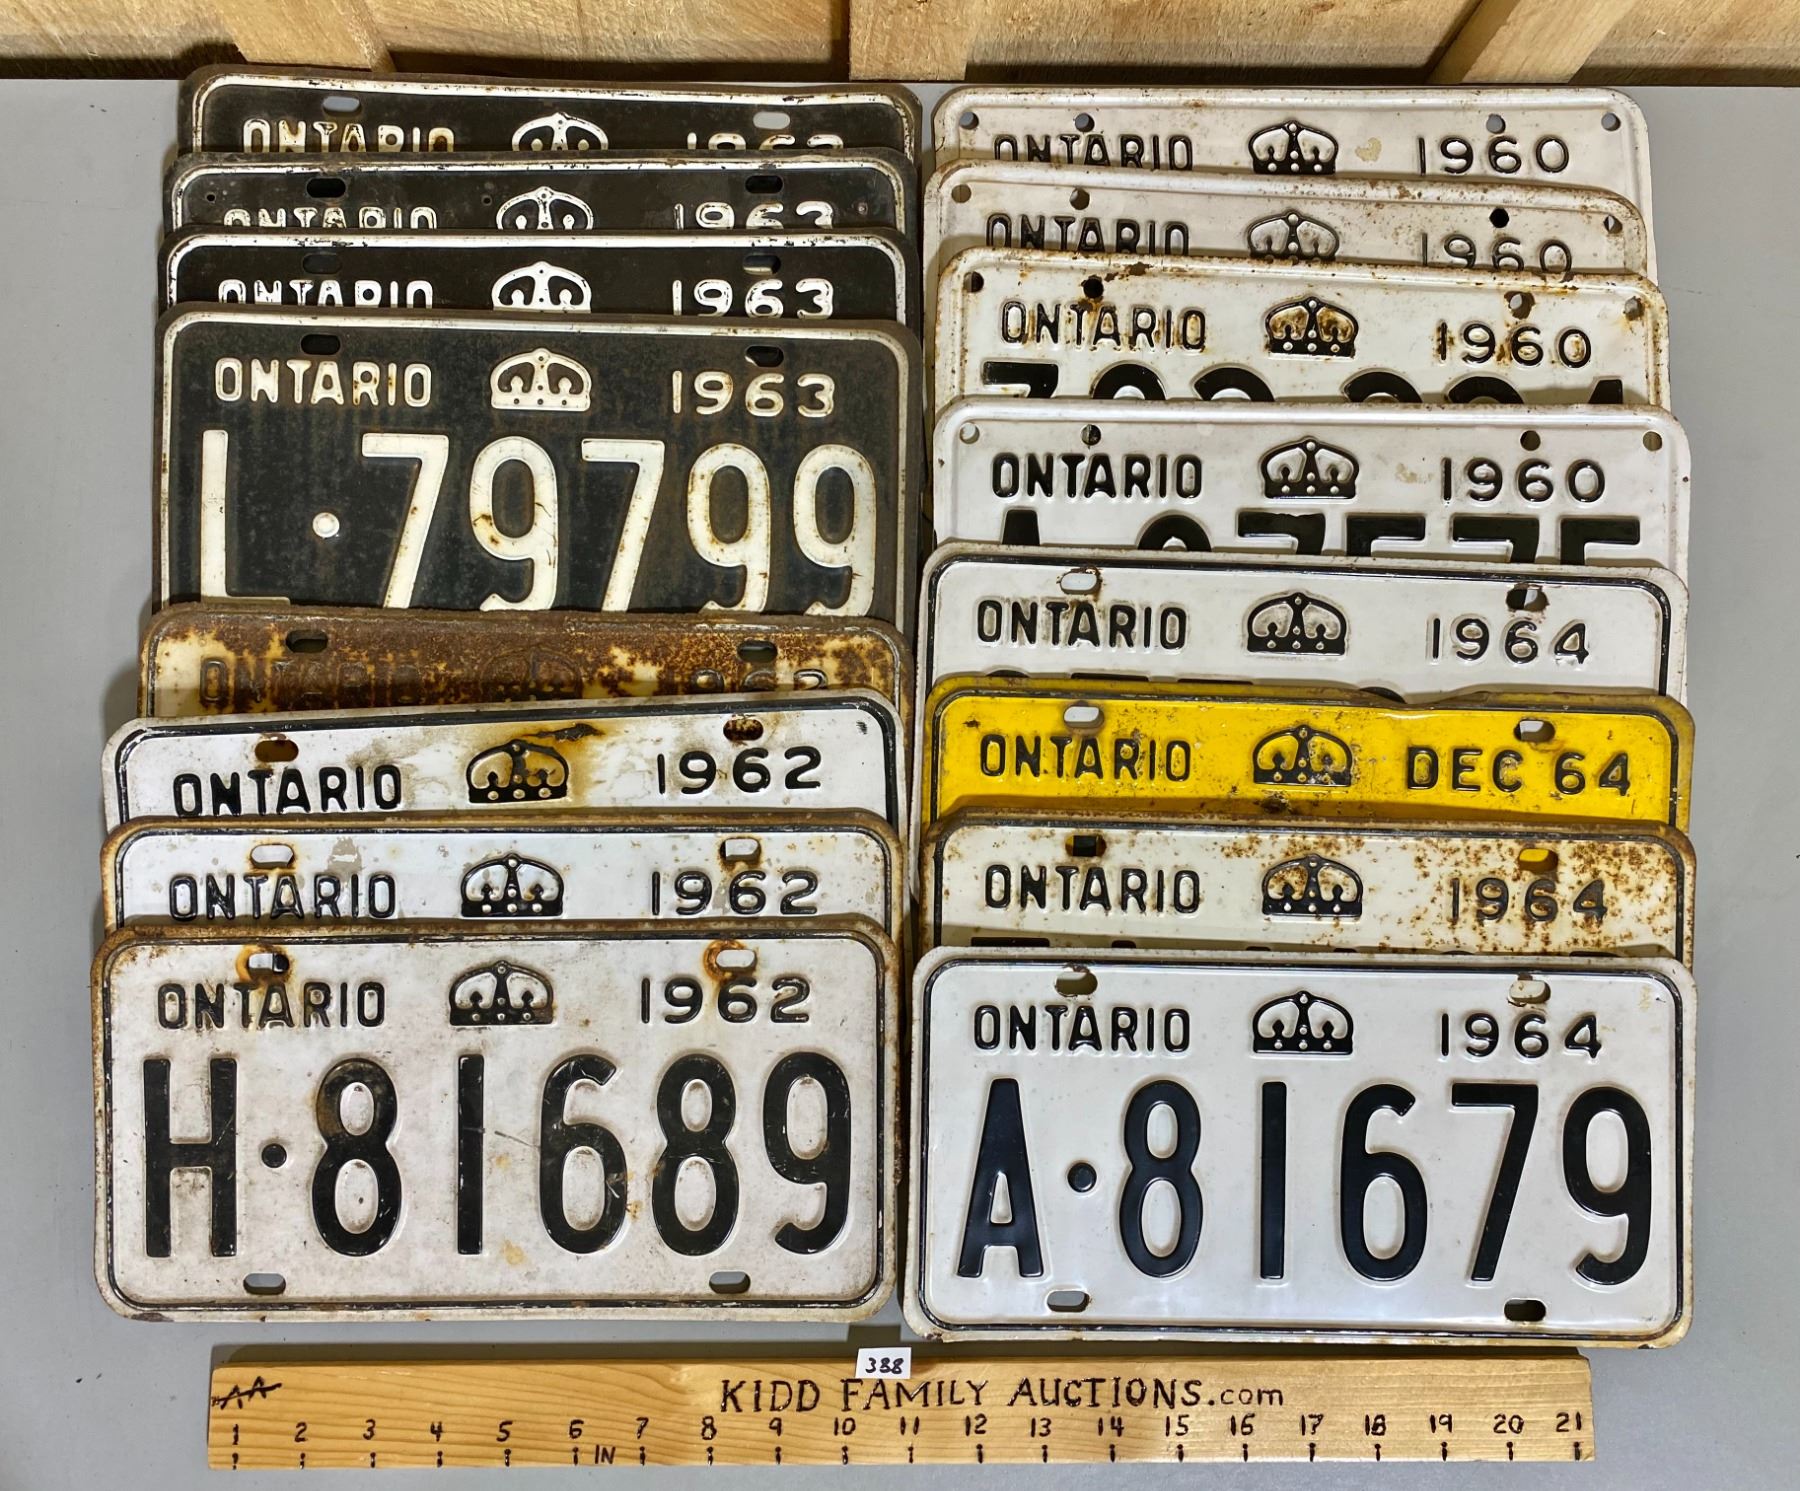 ONTARIO 1963
ONTARIO 1963
ONTARIO 1963
ONTARIO 1963
L·79799
ONTARIO
ONTARIO 1962
ONTARIO 1962
ONTARIO 1962
H·81689
ONTARIO 1960
ONTARIO 1960
ONTARIO 1960
ONTARIO 1960
ONTARIO 1964
ONTARIO DEC 64
ONTARIO 1964
ONTARIO 1964
A·81679
388
AA KIDD FAMILY AUCTIONS.com
1 2 3 4 5 6 IN 7 8 9 10 11 12 13 14 15 16 17 18 19 20 21